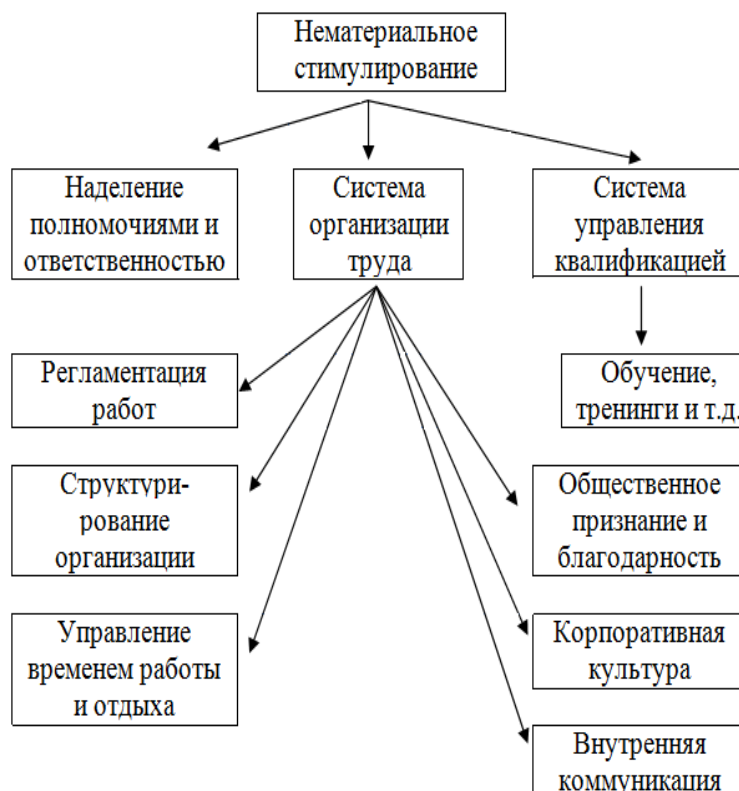 Нематериальное
стимулирование
Наделение
полномочиями и
ответственностью
Система
организации
труда
Система
управления
квалификацией
Регламентация
работ
Обучение,
тренинги и т.д.
Структури-
рование
организации
Общественное
признание и
благодарность
Управление
временем работы
и отдыха
Корпоративная
культура
Внутренняя
коммуникация